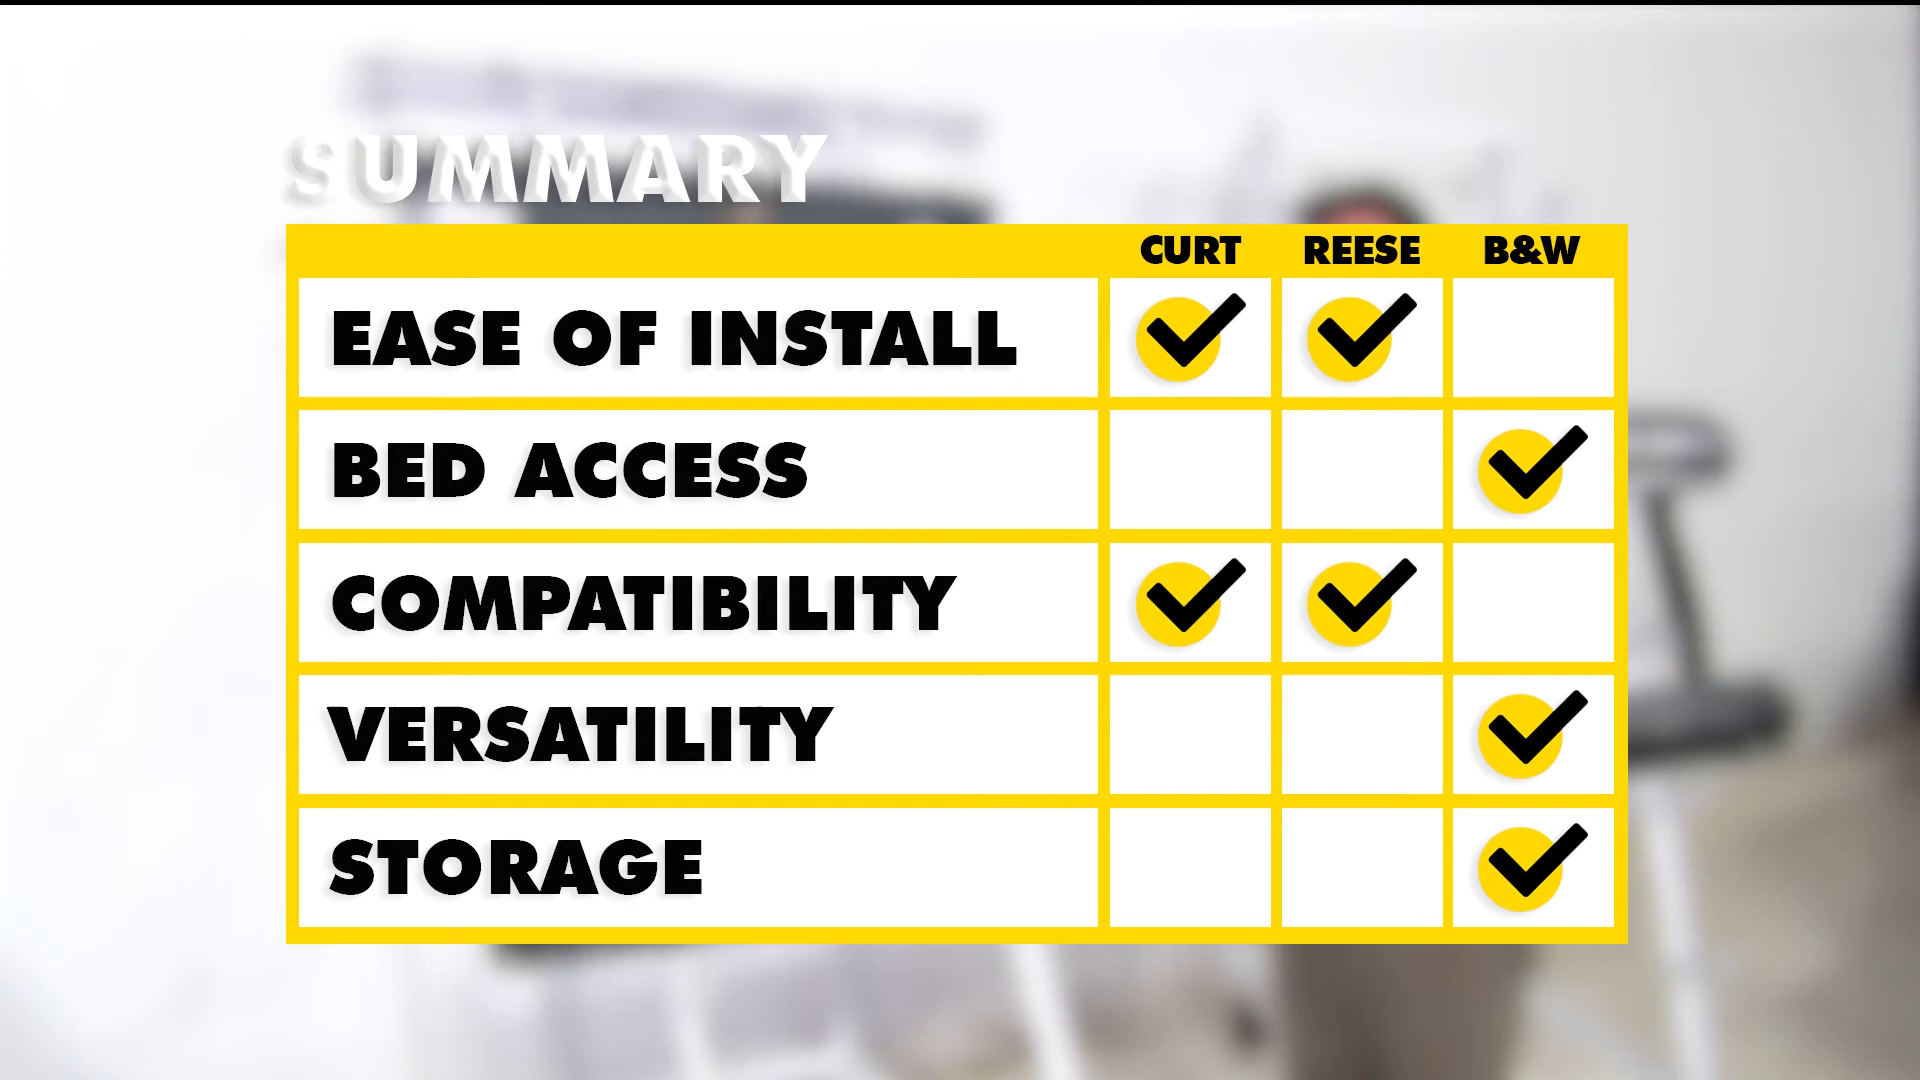 SUMMARY
CURT REESE B&W
EASE OF INSTALL
BED ACCESS
COMPATIBILITY
VERSATILITY
STORAGE